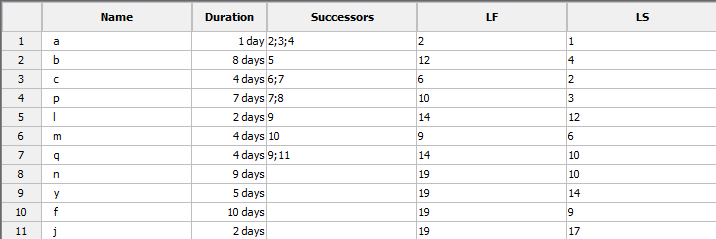 Name Duration Successors LF LS
1 a 1 day 2;3;4 2 1
2 b 8 days 5 12 4
3 c 4 days 6;7 6 2
4 p 7 days 7;8 10 3
5 l 2 days 9 14 12
6 m 4 days 10 9 6
7 q 4 days 9;11 14 10
8 n 9 days 19 10
9 y 5 days 19 14
10 f 10 days 19 9
11 j 2 days 19 17